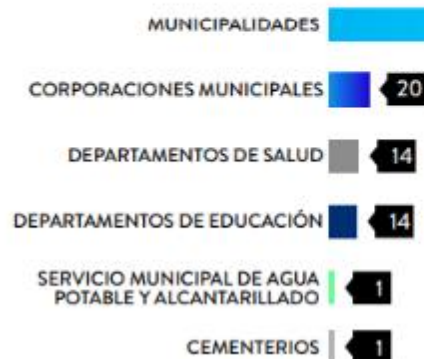 MUNICIPALIDADES
CORPORACIONES MUNICIPALES 20
DEPARTAMENTOS DE SALUD 14
DEPARTAMENTOS DE EDUCACIÓN 14
SERVICIO MUNICIPAL DE AGUA
POTABLE Y ALCANTARILLADO 1
CEMENTERIOS 1